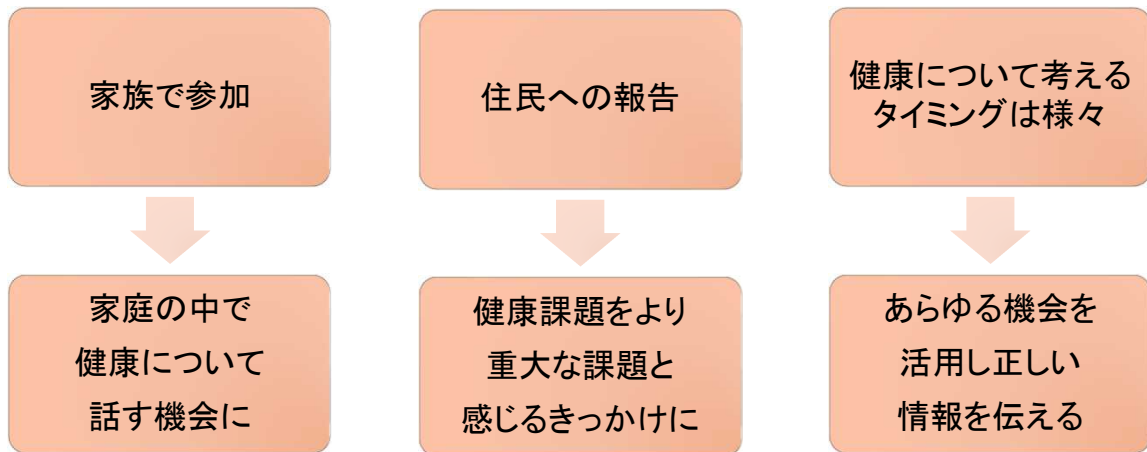 家族で参加
住民への報告
健康について考える
タイミングは様々
家庭の中で
健康について
話す機会に
健康課題をより
重大な課題と
感じるきっかけに
あらゆる機会を
活用し正しい
情報を伝える